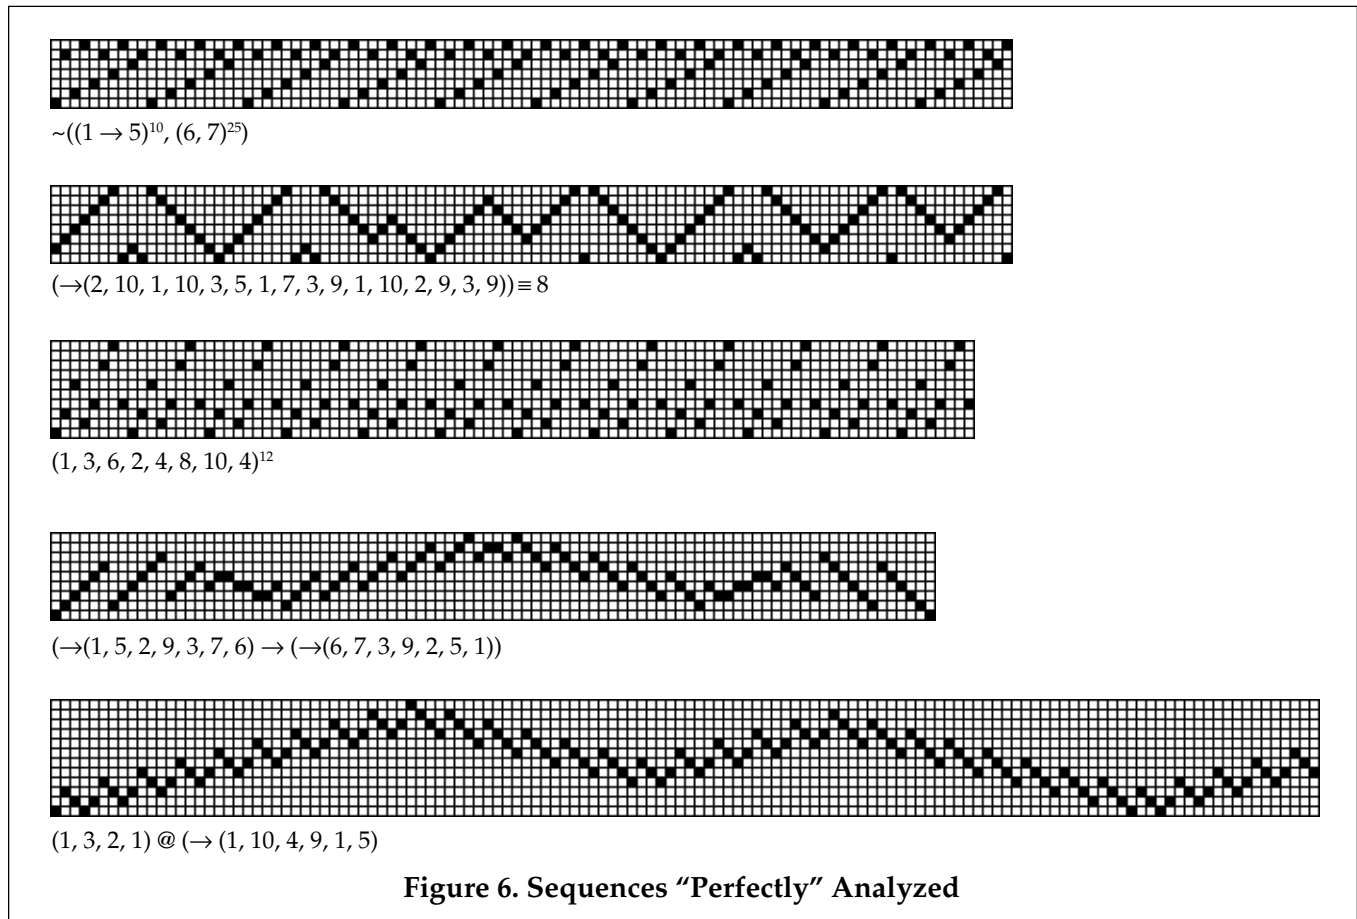 ~((1 → 5)¹⁰, (6, 7)²⁵)
(→(2, 10, 1, 10, 3, 5, 1, 7, 3, 9, 1, 10, 2, 9, 3, 9)) ≡ 8
(1, 3, 6, 2, 4, 8, 10, 4)¹²
(→(1, 5, 2, 9, 3, 7, 6) → (→(6, 7, 3, 9, 2, 5, 1))
(1, 3, 2, 1) @ (→ (1, 10, 4, 9, 1, 5)
Figure 6. Sequences “Perfectly” Analyzed